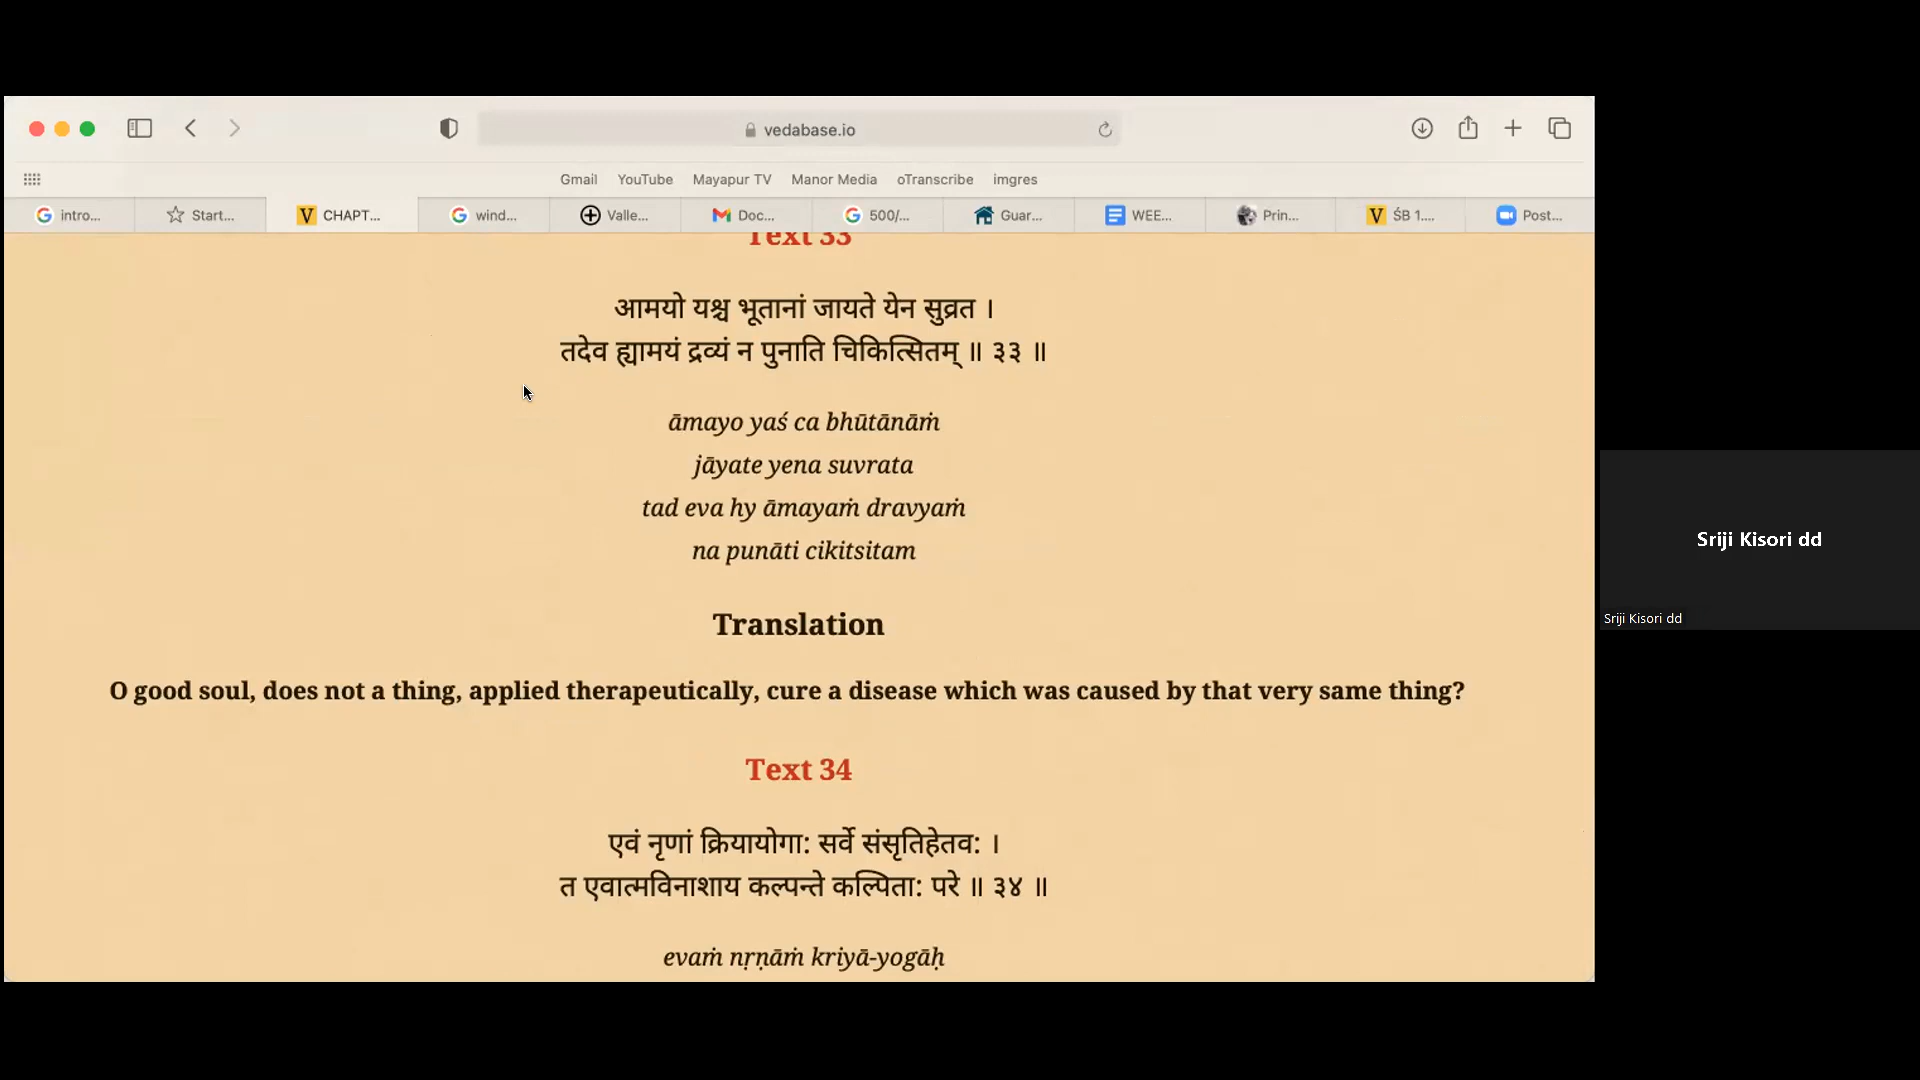 vedabase.io
Gmail YouTube Mayapur TV Manor Media oTranscribe imgres
intro... Start... CHAPT... wind... Valle... Doc... 500/... Guar... WEE... Prin... ŚB 1.... Post...
Text 33
आमयो यश्च भूतानां जायते येन सुव्रत ।
तदेव ह्यामयं द्रव्यं न पुनाति चिकित्सितम् ॥ ३३ ॥
āmayo yaś ca bhūtānāṁ
jāyate yena suvrata
tad eva hy āmayaṁ dravyaṁ
na punāti cikitsitam
Translation
O good soul, does not a thing, applied therapeutically, cure a disease which was caused by that very same thing?
Text 34
एवं नृणां क्रियायोगा: सर्वे संसृतिहेतव: ।
त एवात्मविनाशाय कल्पन्ते कल्पिता: परे ॥ ३४ ॥
evaṁ nṛṇāṁ kriyā-yogāḥ
Sriji Kisori dd
Sriji Kisori dd